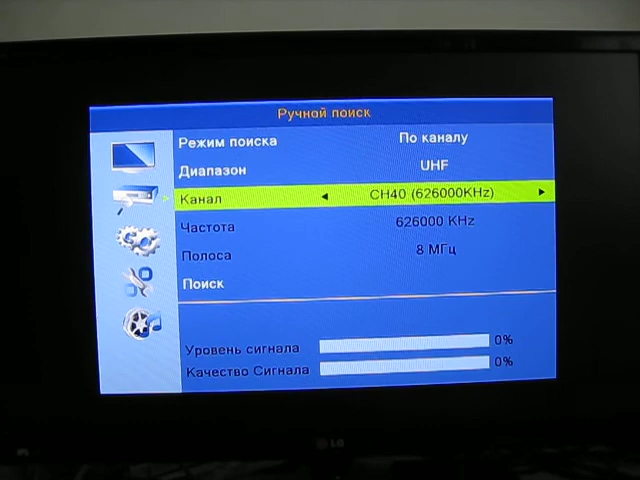 Ручной поиск
Режим поиска По каналу
Диапазон UHF
Канал CH40 (626000KHz)
Частота 626000 KHz
Полоса 8 МГц
Поиск
Уровень сигнала 0%
Качество Сигнала 0%
LG